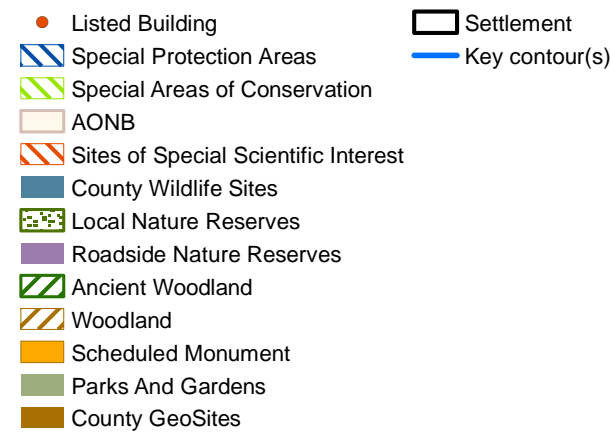 Listed Building
Special Protection Areas
Special Areas of Conservation
AONB
Sites of Special Scientific Interest
County Wildlife Sites
Local Nature Reserves
Roadside Nature Reserves
Ancient Woodland
Woodland
Scheduled Monument
Parks And Gardens
County GeoSites
Settlement
Key contour(s)